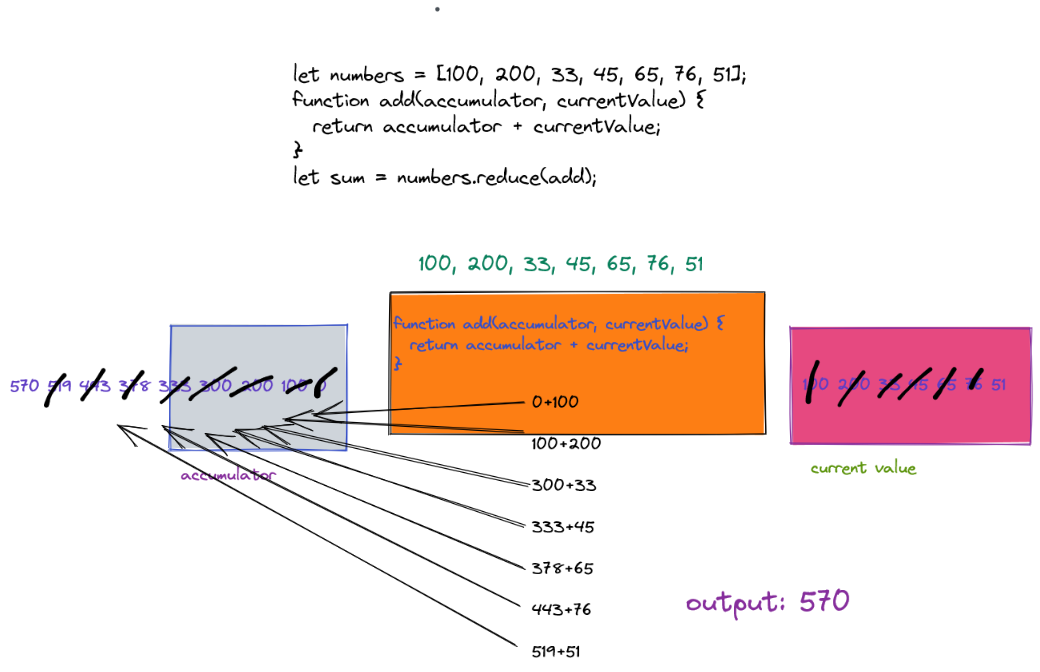 let numbers = [100, 200, 33, 45, 65, 76, 51];
function add(accumulator, currentValue) {
return accumulator + currentValue;
}
let sum = numbers.reduce(add);
100, 200, 33, 45, 65, 76, 51
function add(accumulator, currentValue) {
return accumulator + currentValue;
}
570 519 443 378 333 300 200 100 0
100 200 33 45 65 76 51
0+100
100+200
accumulator
current value
300+33
333+45
378+65
443+76
519+51
output: 570